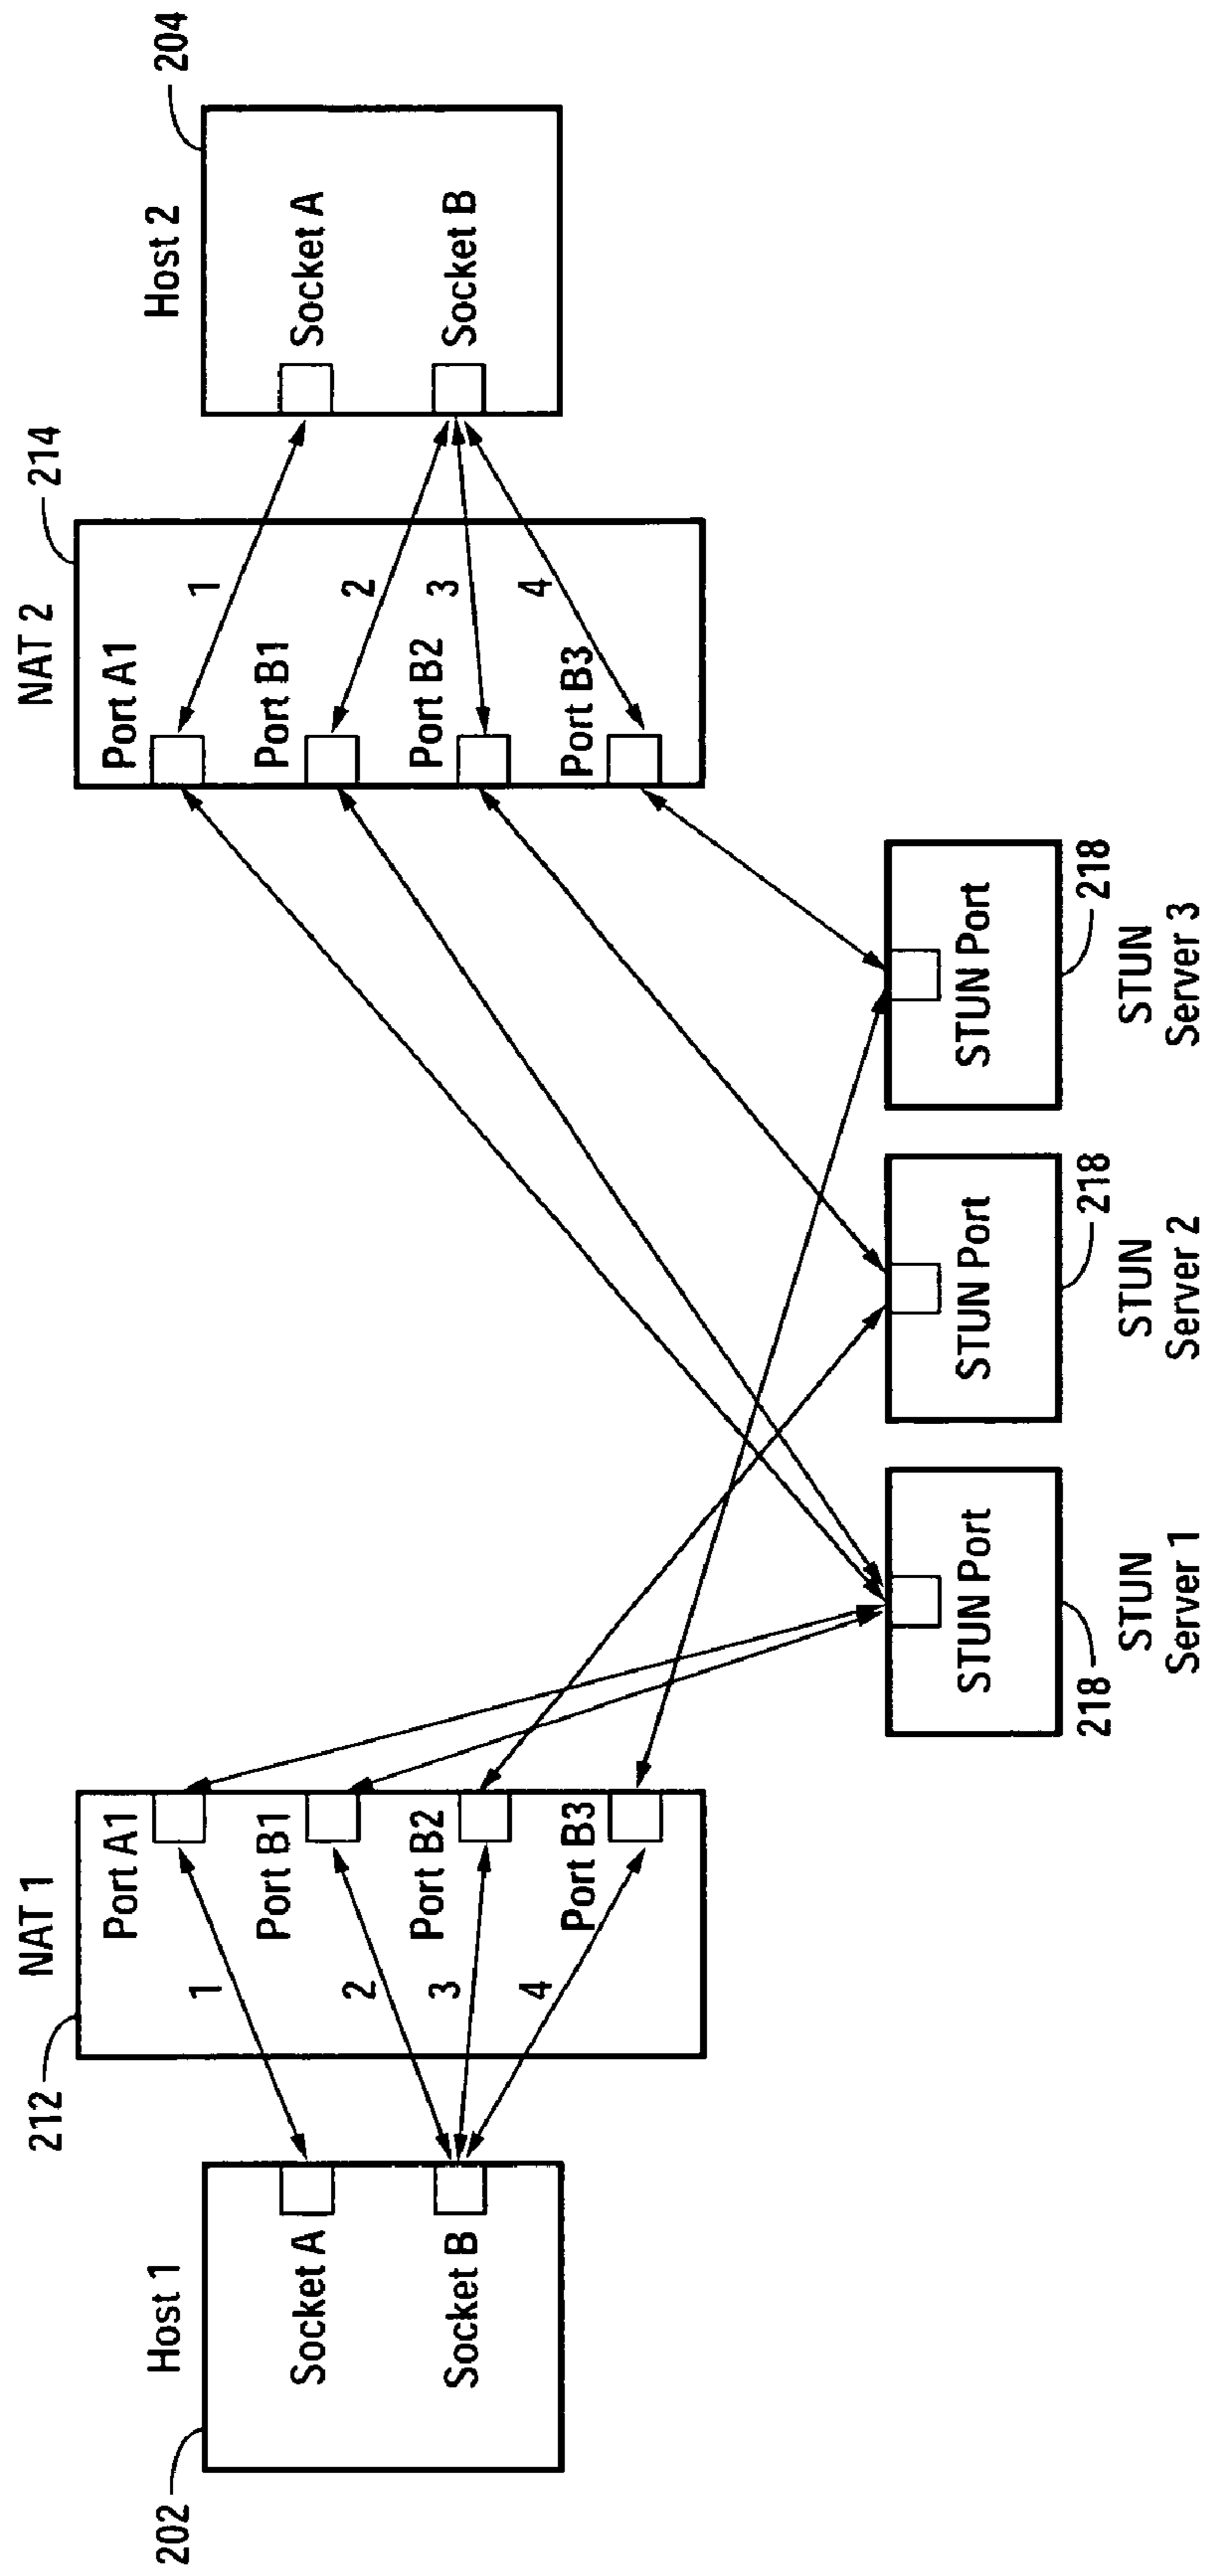 Host 1
202
Socket A
Socket B
NAT 1
212
Port A1
Port B1
Port B2
Port B3
1
2
3
4
NAT 2
214
Port A1
Port B1
Port B2
Port B3
1
2
3
4
Host 2
204
Socket A
Socket B
STUN Port
218
STUN
Server 1
STUN Port
218
STUN
Server 2
STUN Port
218
STUN
Server 3